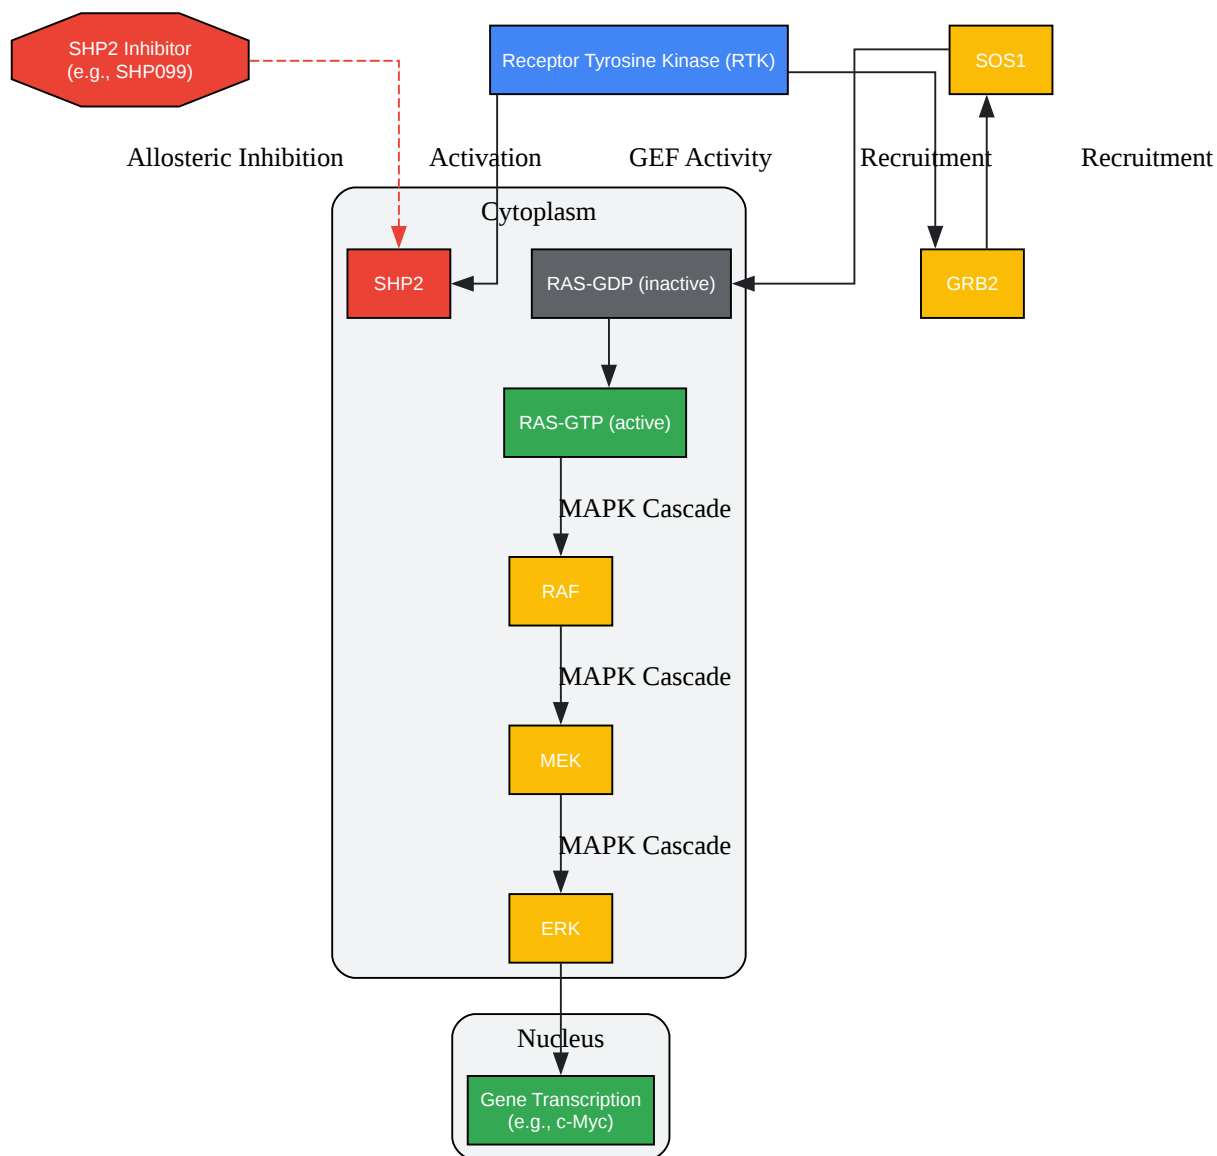 SHP2 Inhibitor
(e.g., SHP099)
Receptor Tyrosine Kinase (RTK)
SOS1
Allosteric Inhibition
Activation
GEF Activity
Recruitment
Recruitment
Cytoplasm
SHP2
RAS-GDP (inactive)
GRB2
RAS-GTP (active)
MAPK Cascade
RAF
MAPK Cascade
MEK
MAPK Cascade
ERK
Nucleus
Gene Transcription
(e.g., c-Myc)